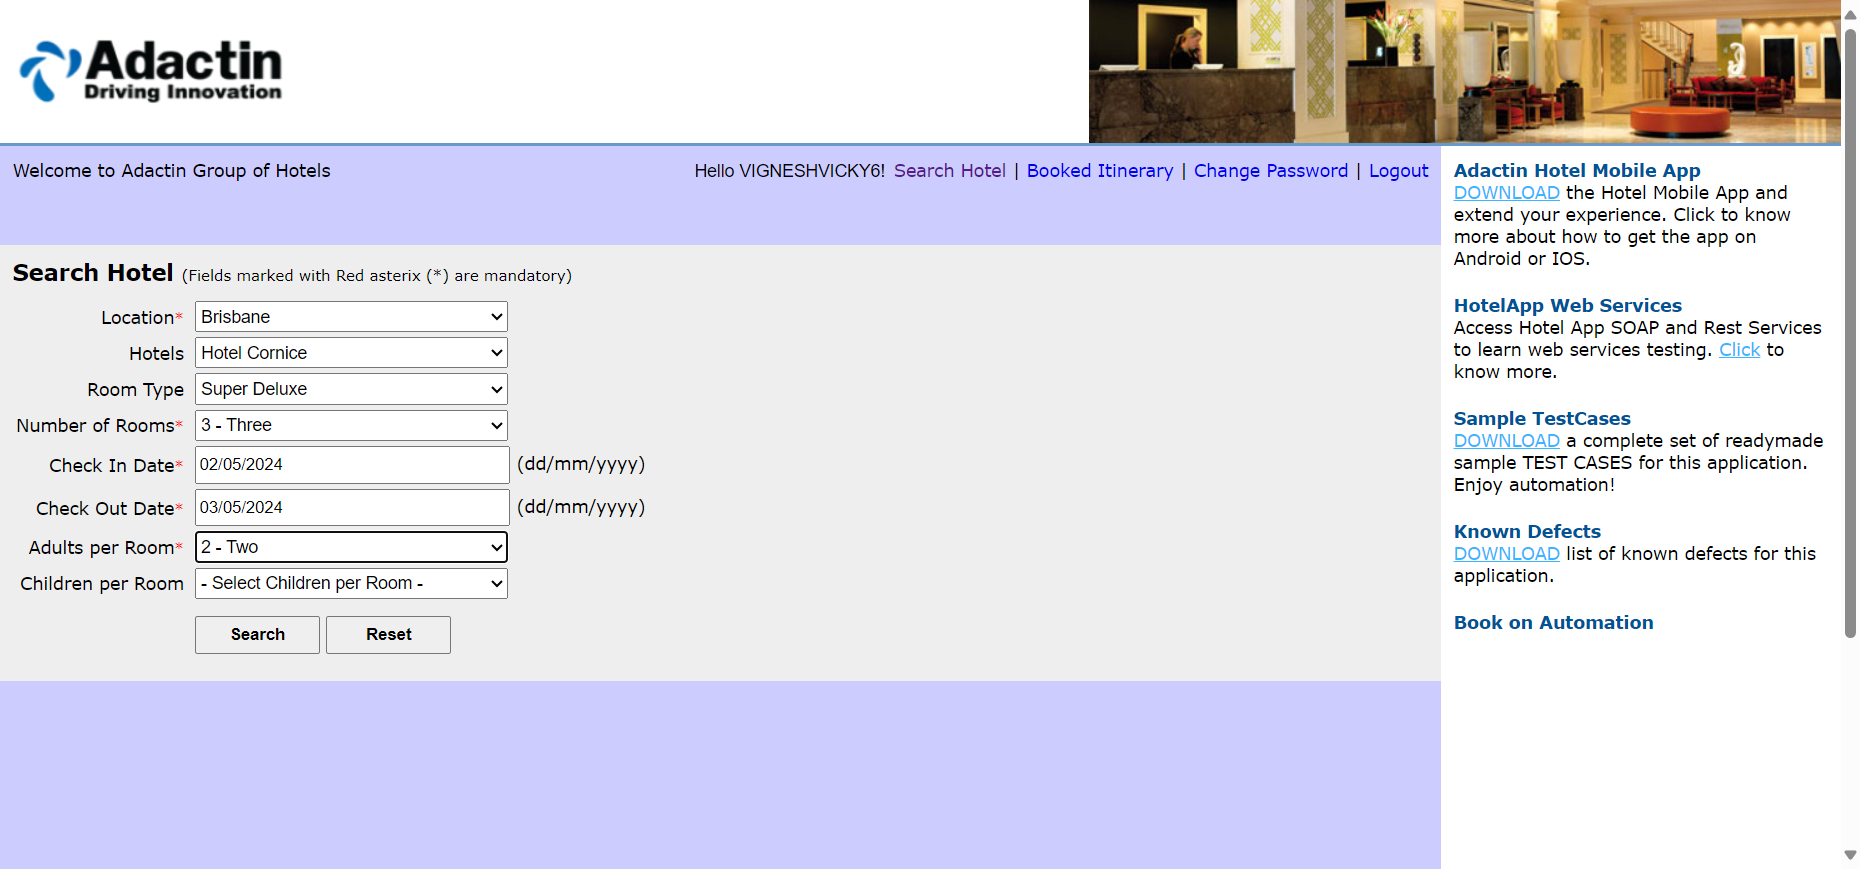 Adactin
Driving Innovation
Welcome to Adactin Group of Hotels
Hello VIGNESHVICKY6! Search Hotel | Booked Itinerary | Change Password | Logout
Search Hotel (Fields marked with Red asterix (*) are mandatory)
Location* Brisbane
Hotels Hotel Cornice
Room Type Super Deluxe
Number of Rooms* 3 - Three
Check In Date* 02/05/2024 (dd/mm/yyyy)
Check Out Date* 03/05/2024 (dd/mm/yyyy)
Adults per Room* 2 - Two
Children per Room - Select Children per Room -
Search Reset
Adactin Hotel Mobile App
DOWNLOAD the Hotel Mobile App and
extend your experience. Click to know
more about how to get the app on
Android or IOS.
HotelApp Web Services
Access Hotel App SOAP and Rest Services
to learn web services testing. Click to
know more.
Sample TestCases
DOWNLOAD a complete set of readymade
sample TEST CASES for this application.
Enjoy automation!
Known Defects
DOWNLOAD list of known defects for this
application.
Book on Automation